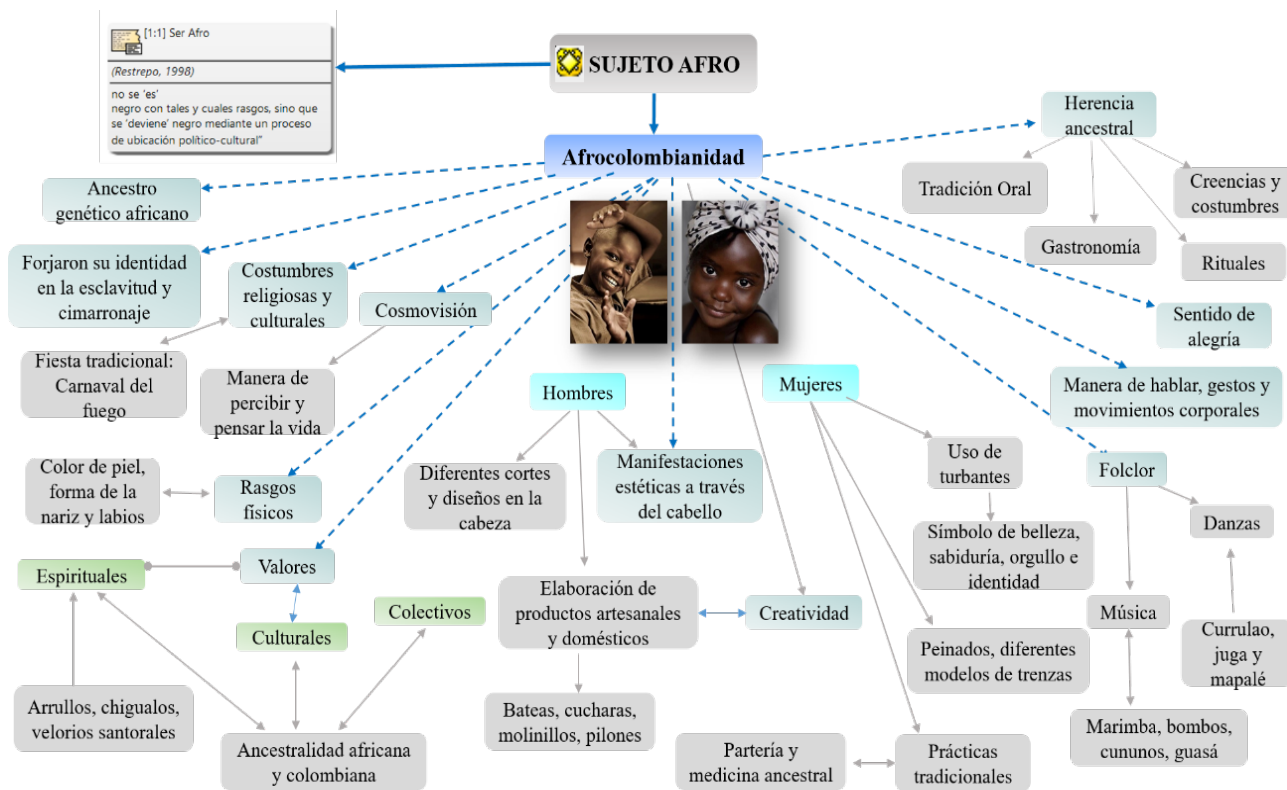 [1:1] Ser Afro
(Restrepo, 1998)
no se 'es'
negro con tales y cuales rasgos, sino que
se 'deviene' negro mediante un proceso
de ubicación político-cultural"
SUJETO AFRO
Afrocolombianidad
Herencia
ancestral
Tradición Oral
Creencias y
costumbres
Gastronomía
Rituales
Ancestro
genético africano
Forjaron su identidad
en la esclavitud y
cimarronaje
Costumbres
religiosas y
culturales
Cosmovisión
Sentido de
alegría
Fiesta tradicional:
Carnaval del
fuego
Manera de
percibir y
pensar la vida
Hombres
Mujeres
Manera de hablar, gestos y
movimientos corporales
Color de piel,
forma de la
nariz y labios
Rasgos
físicos
Diferentes cortes
y diseños en la
cabeza
Manifestaciones
estéticas a través
del cabello
Uso de
turbantes
Folclor
Símbolo de belleza,
sabiduría, orgullo e
identidad
Danzas
Espirituales
Valores
Culturales
Colectivos
Elaboración de
productos artesanales
y domésticos
Creatividad
Música
Peinados, diferentes
modelos de trenzas
Currulao,
juga y
mapalé
Arrullos, chigualos,
velorios santorales
Ancestralidad africana
y colombiana
Bateas, cucharas,
molinillos, pilones
Partería y
medicina ancestral
Prácticas
tradicionales
Marimba, bombos,
cununos, guasá